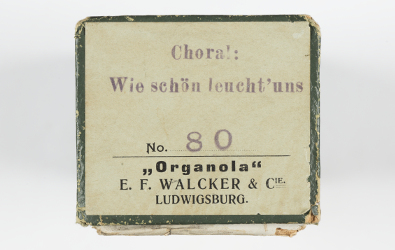 Choral:
Wie schön leucht'uns
No. 80
„Organola“
E. F. WALCKER & CIE.
LUDWIGSBURG.